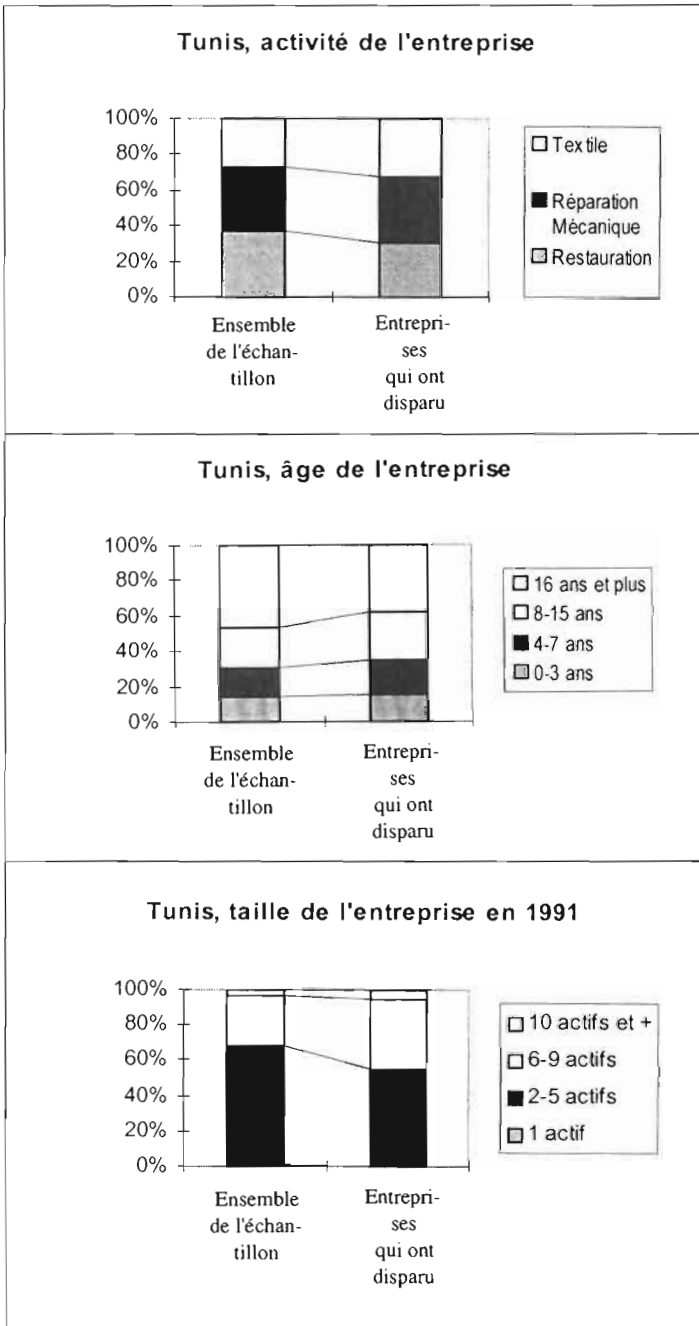 Tunis, activité de l'entreprise
100%
80%
60%
40%
20%
0%
Ensemble
de l'échan-
tillon
Entrepri-
ses
qui ont
disparu
Textile
Réparation
Mécanique
Restauration
Tunis, âge de l'entreprise
100%
80%
60%
40%
20%
0%
Ensemble
de l'échan-
tillon
Entrepri-
ses
qui ont
disparu
16 ans et plus
8-15 ans
4-7 ans
0-3 ans
Tunis, taille de l'entreprise en 1991
100%
80%
60%
40%
20%
0%
Ensemble
de l'échan-
tillon
Entrepri-
ses
qui ont
disparu
10 actifs et +
6-9 actifs
2-5 actifs
1 actif